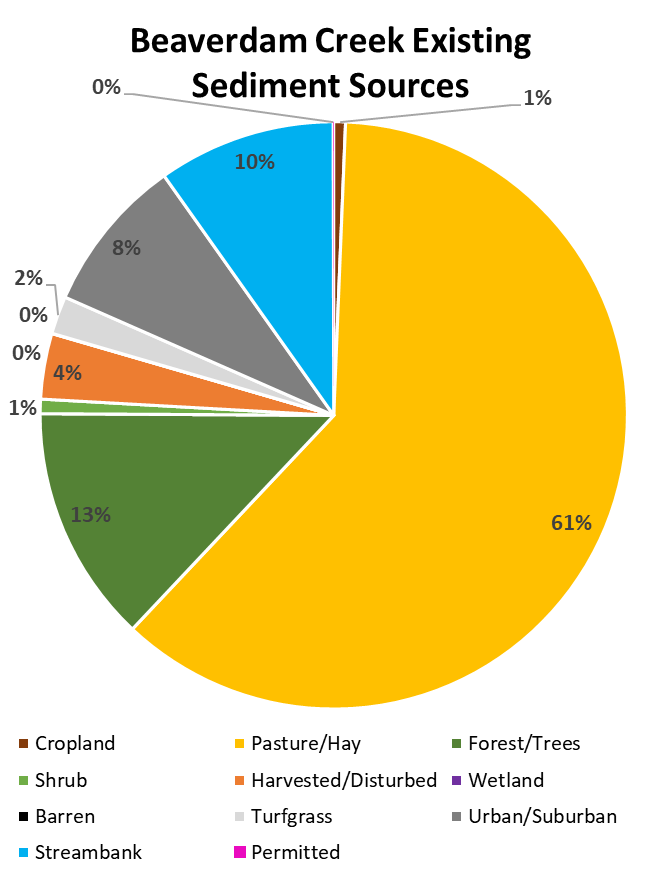 Beaverdam Creek Existing
Sediment Sources
0%
1%
10%
8%
2%
0%
0%
4%
1%
13%
61%
Cropland
Pasture/Hay
Forest/Trees
Shrub
Harvested/Disturbed
Wetland
Barren
Turfgrass
Urban/Suburban
Streambank
Permitted